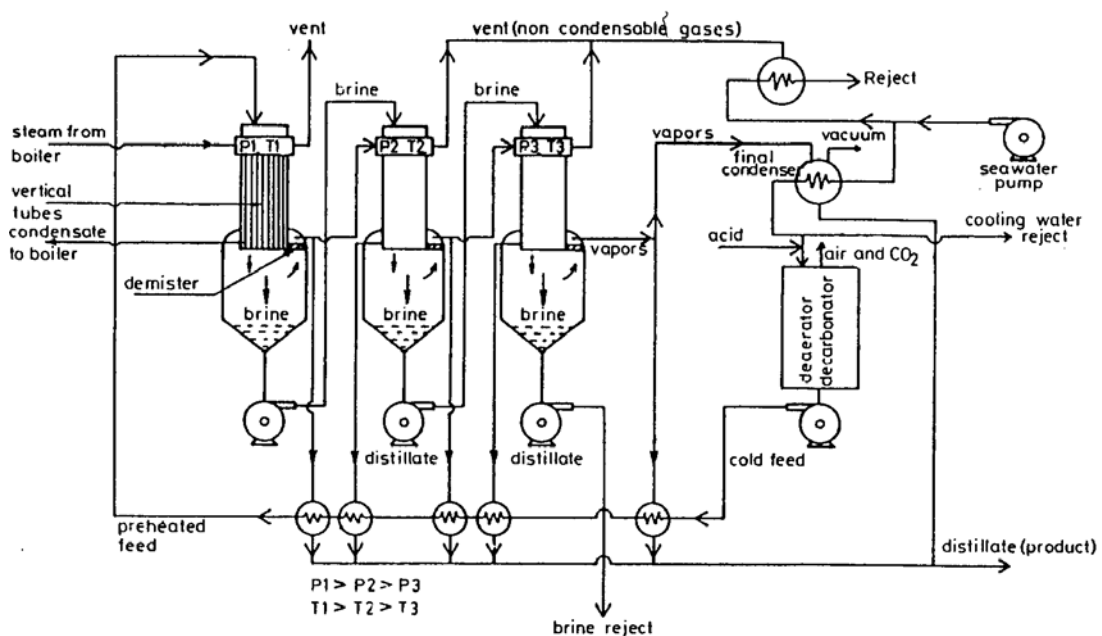 vent
vent (non condensable gases)
Reject
brine
brine
steam from
boiler
P1 T1
P2 T2
P3 T3
vapors
vacuum
final
condenser
seawater
pump
vertical
tubes
condensate
to boiler
vapors
cooling water
reject
acid
air and CO2
demister
brine
brine
brine
deaerator
decarbonator
distillate
distillate
cold feed
preheated
feed
distillate (product)
P1 > P2 > P3
T1 > T2 > T3
brine reject